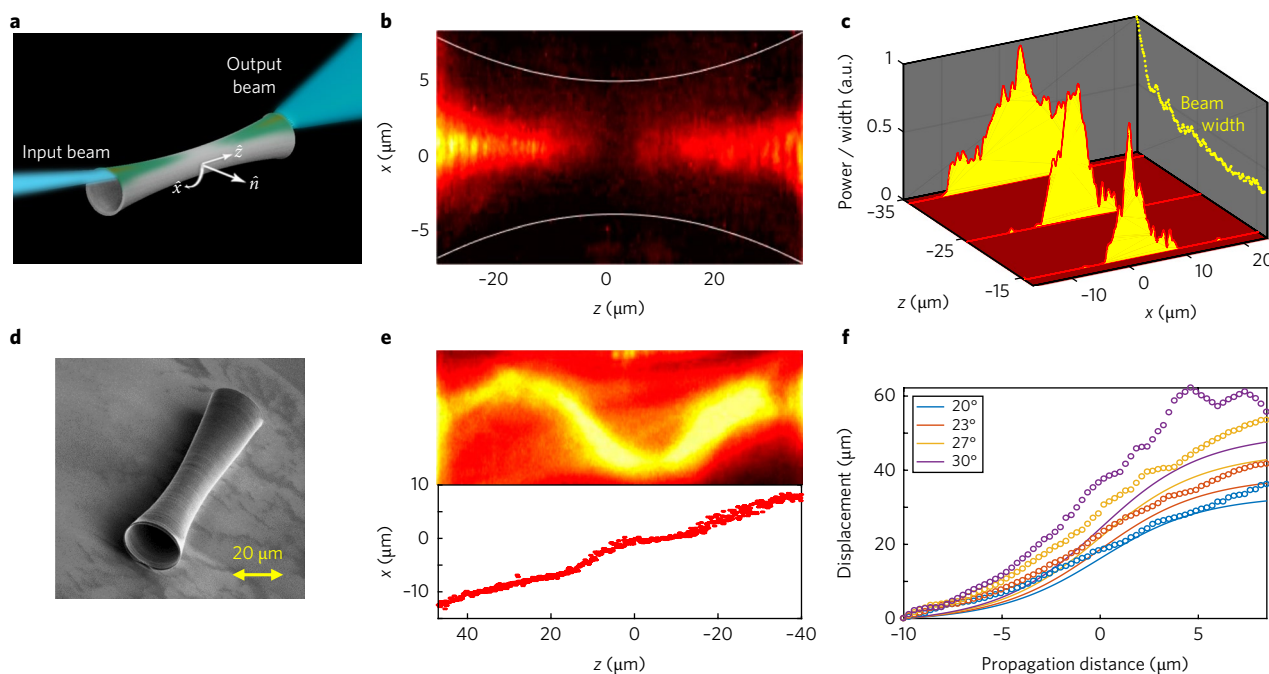 a
Output
beam
Input beam
ẑ
x̂
n̂
b
x (µm)
5
0
−5
−20
0
20
z (µm)
c
Power / width (a.u.)
1
0.5
0
−35
−25
−15
z (µm)
Beam
width
−10
0
10
20
x (µm)
d
20 µm
e
10
0
−10
x (µm)
40
20
0
−20
−40
z (µm)
f
Displacement (µm)
60
40
20
0
20°
23°
27°
30°
−10
−5
0
5
Propagation distance (µm)